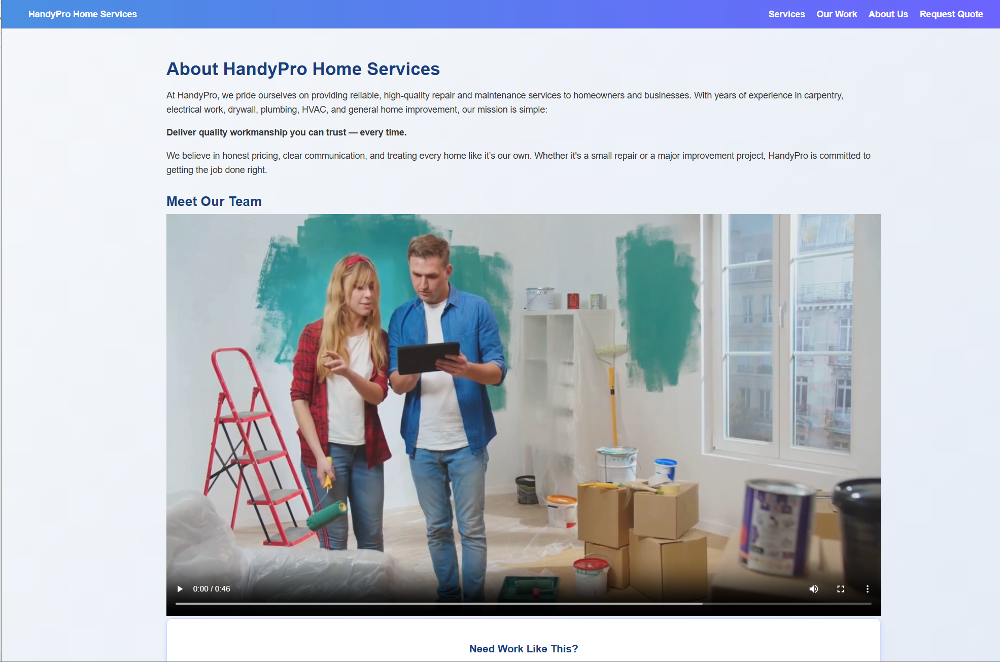 HandyPro Home Services
Services Our Work About Us Request Quote
About HandyPro Home Services
At HandyPro, we pride ourselves on providing reliable, high-quality repair and maintenance services to homeowners and businesses. With years of experience in carpentry,
electrical work, drywall, plumbing, HVAC, and general home improvement, our mission is simple:
Deliver quality workmanship you can trust — every time.
We believe in honest pricing, clear communication, and treating every home like it’s our own. Whether it's a small repair or a major improvement project, HandyPro is committed to
getting the job done right.
Meet Our Team
0:00 / 0:46
Need Work Like This?